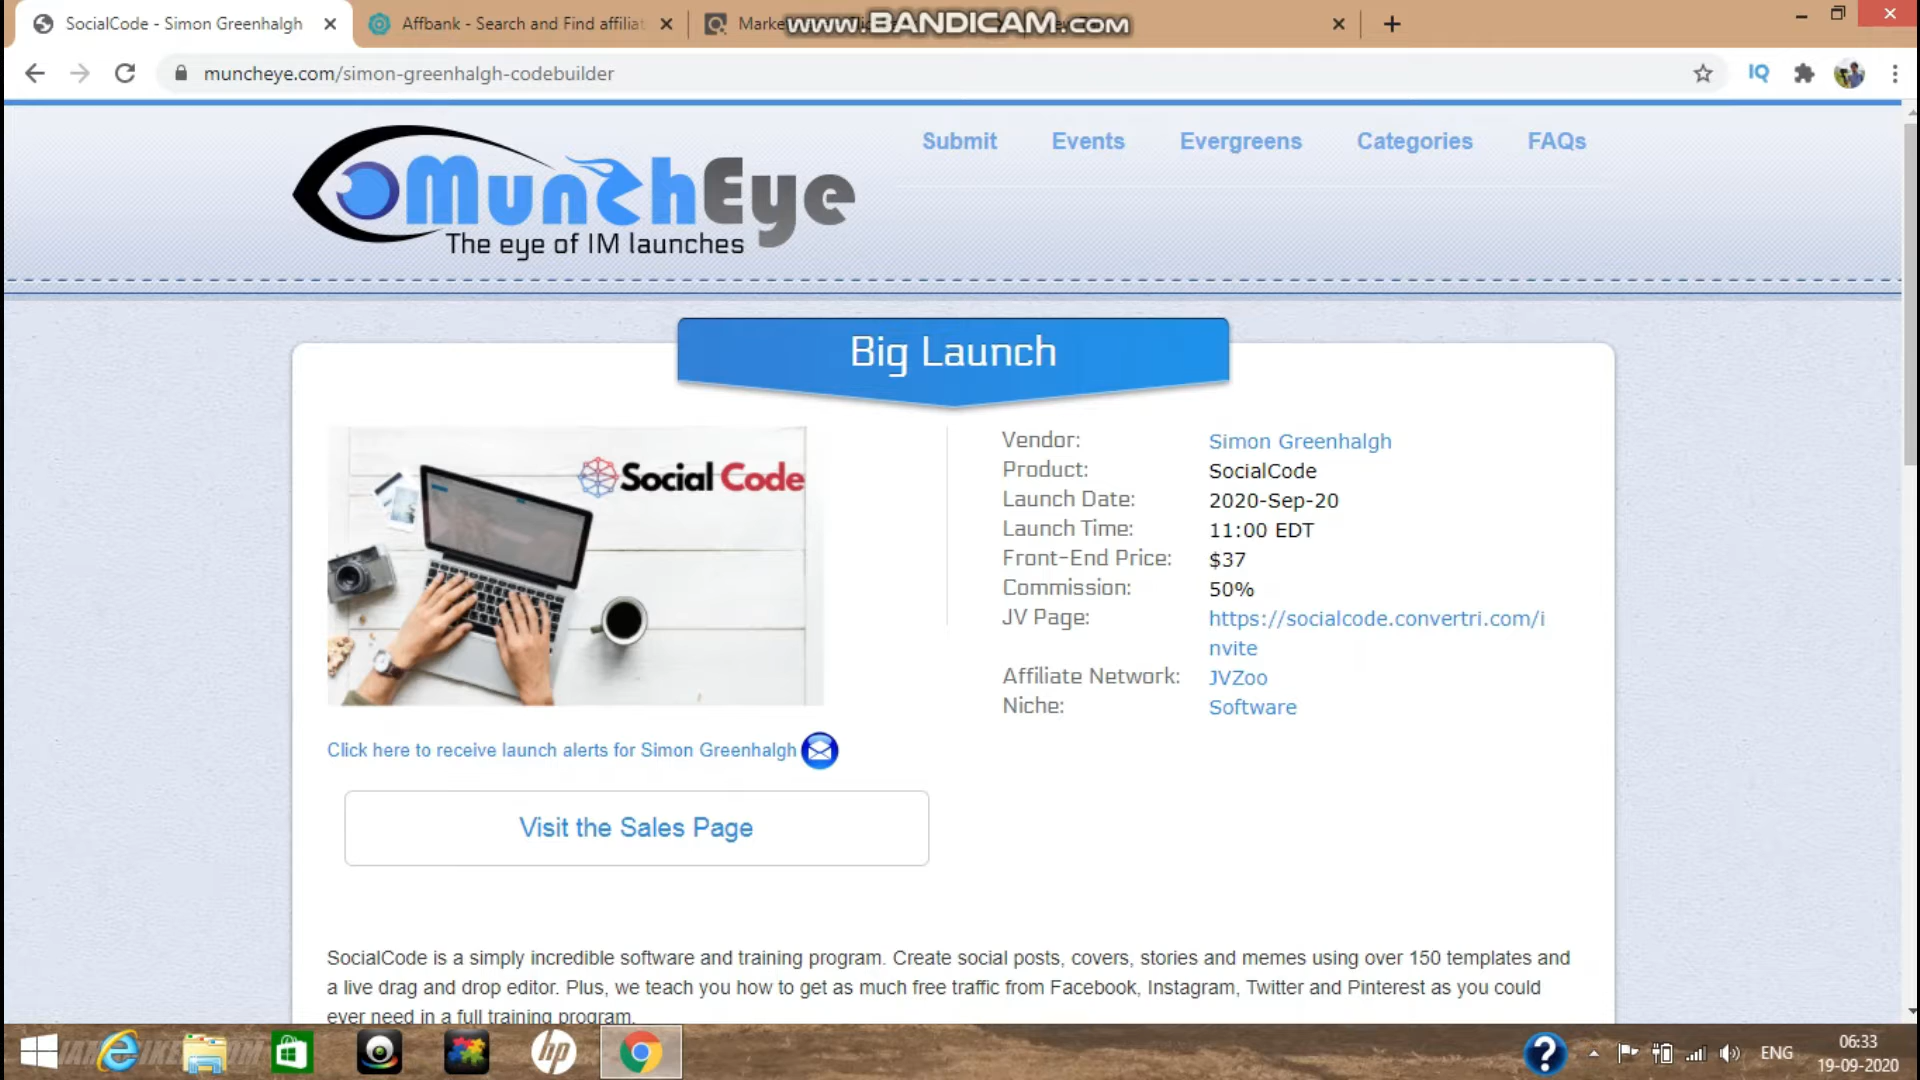 SocialCode - Simon Greenhalgh
Affbank - Search and Find affiliat
www.BANDICAM.com
muncheye.com/simon-greenhalgh-codebuilder
IQ
Submit Events Evergreens Categories FAQs
MunchEye
The eye of IM launches
Big Launch
Social Code
Vendor: Simon Greenhalgh
Product: SocialCode
Launch Date: 2020-Sep-20
Launch Time: 11:00 EDT
Front-End Price: $37
Commission: 50%
JV Page: https://socialcode.convertri.com/i
nvite
Affiliate Network: JVZoo
Niche: Software
Click here to receive launch alerts for Simon Greenhalgh
Visit the Sales Page
SocialCode is a simply incredible software and training program. Create social posts, covers, stories and memes using over 150 templates and
a live drag and drop editor. Plus, we teach you how to get as much free traffic from Facebook, Instagram, Twitter and Pinterest as you could
ever need in a full training program.
hp
ENG
06:33
19-09-2020